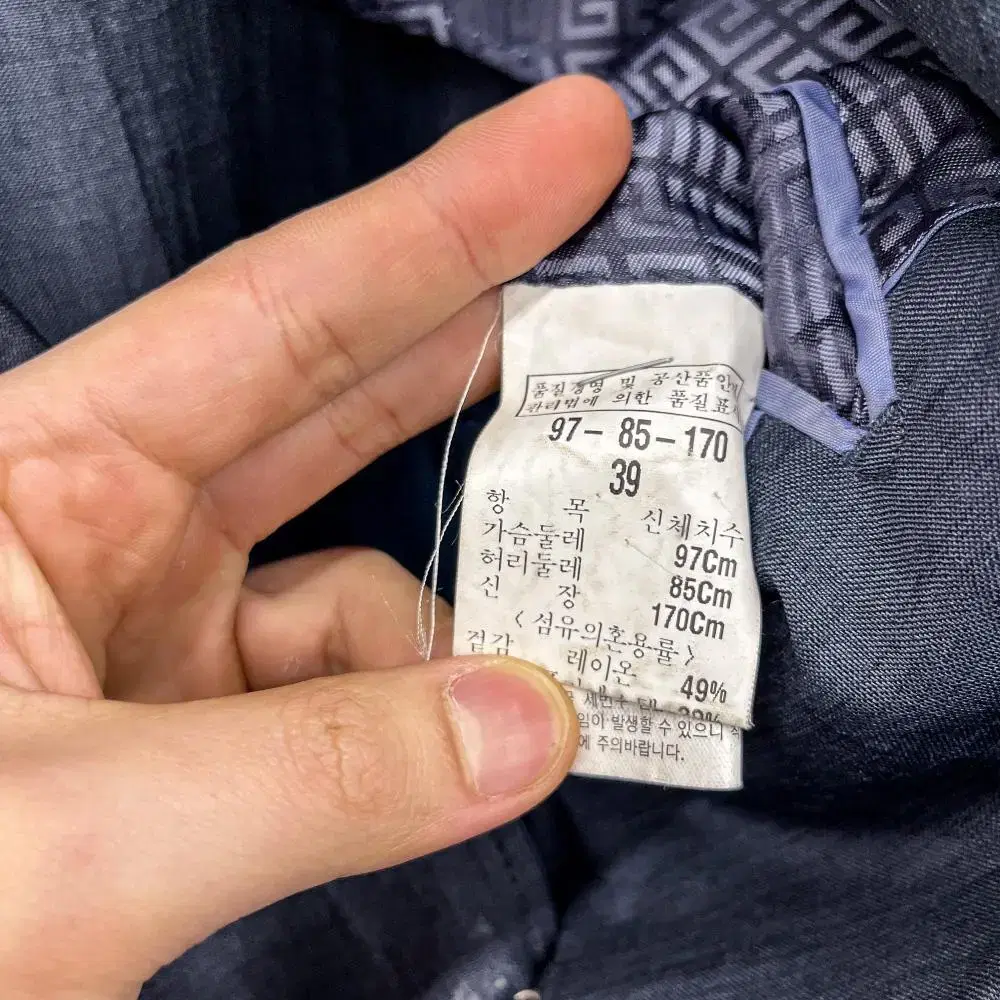 품질경영 및 공산품안
관리법에 의한 품질표
97-85-170
39
항 목 신체치수
가슴둘레 97Cm
허리둘레 85Cm
신 장 170Cm
<섬유의혼용률>
겉감 레이온 49%
임이 발생할 수 있으니
에 주의바랍니다.